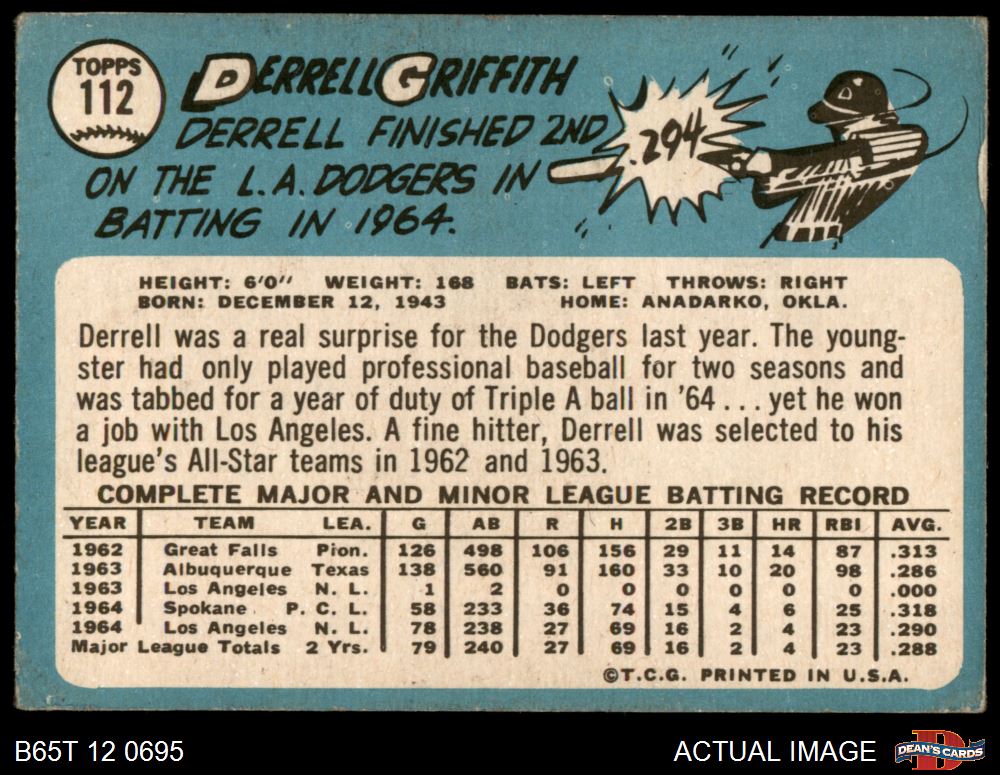 TOPPS
112
DERRELL GRIFFITH
DERRELL FINISHED 2ND
ON THE L.A. DODGERS IN
BATTING IN 1964.
.294
HEIGHT: 6'0" WEIGHT: 168 BATS: LEFT THROWS: RIGHT
BORN: DECEMBER 12, 1943 HOME: ANADARKO, OKLA.
Derrell was a real surprise for the Dodgers last year. The young-
ster had only played professional baseball for two seasons and
was tabbed for a year of duty of Triple A ball in '64 . . . yet he won
a job with Los Angeles. A fine hitter, Derrell was selected to his
league's All-Star teams in 1962 and 1963.
COMPLETE MAJOR AND MINOR LEAGUE BATTING RECORD
YEAR TEAM LEA. G AB R H 2B 3B HR RBI AVG.
1962 Great Falls Pion. 126 498 106 156 29 11 14 87 .313
1963 Albuquerque Texas 138 560 91 160 33 10 20 98 .286
1963 Los Angeles N. L. 1 2 0 0 0 0 0 0 .000
1964 Spokane P. C. L. 58 233 36 74 15 4 6 25 .318
1964 Los Angeles N. L. 78 238 27 69 16 2 4 23 .290
Major League Totals 2 Yrs. 79 240 27 69 16 2 4 23 .288
©T.C.G. PRINTED IN U.S.A.
B65T 12 0695
ACTUAL IMAGE
B
DEAN'S CARDS